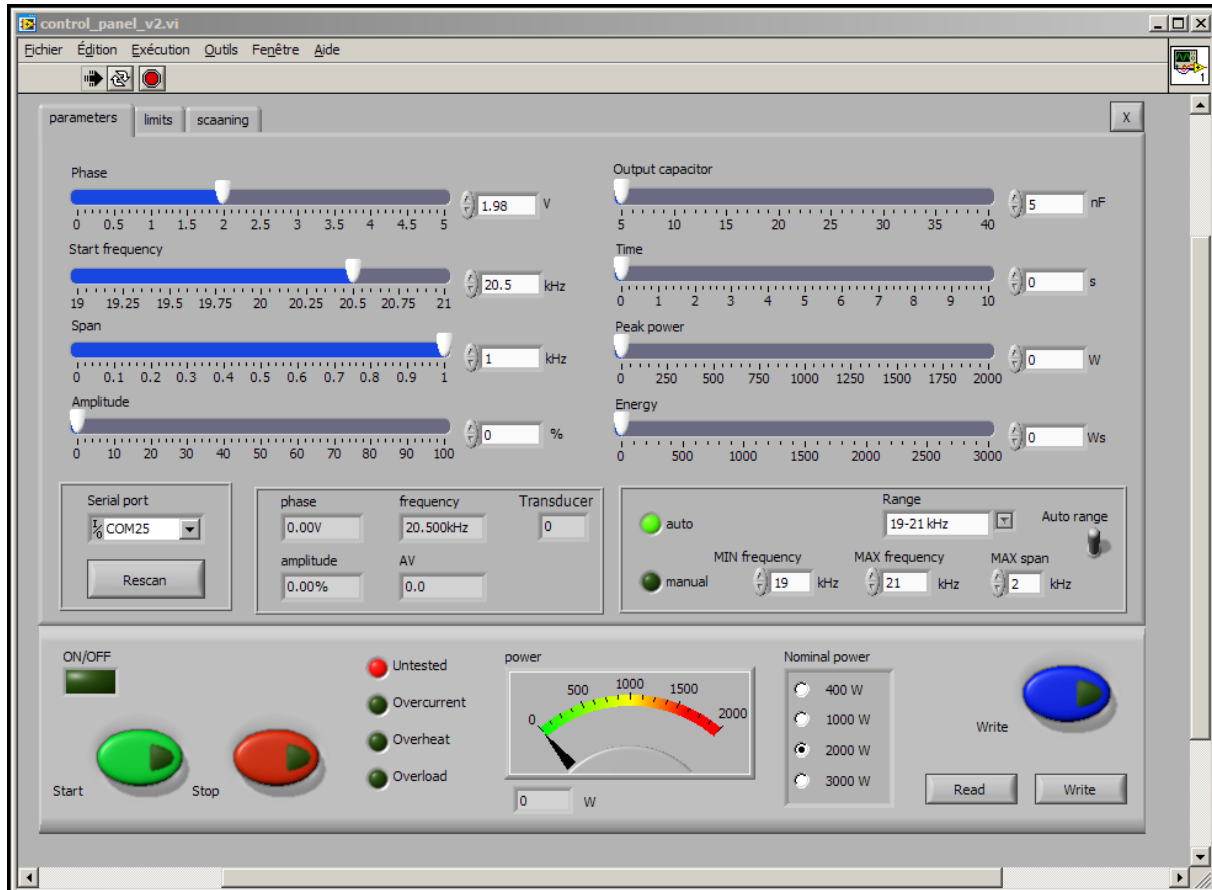 control_panel_v2.vi
Fichier Édition Exécution Outils Fenêtre Aide
1
parameters limits scaaning X
Phase
1.98 V
0 0.5 1 1.5 2 2.5 3 3.5 4 4.5 5
Start frequency
20.5 kHz
19 19.25 19.5 19.75 20 20.25 20.5 20.75 21
Span
1 kHz
0 0.1 0.2 0.3 0.4 0.5 0.6 0.7 0.8 0.9 1
Amplitude
0 %
0 10 20 30 40 50 60 70 80 90 100
Output capacitor
5 nF
5 10 15 20 25 30 35 40
Time
0 s
0 1 2 3 4 5 6 7 8 9 10
Peak power
0 W
0 250 500 750 1000 1250 1500 1750 2000
Energy
0 Ws
0 500 1000 1500 2000 2500 3000
Serial port
I/O COM25
Rescan
phase frequency Transducer
0.00V 20.500kHz 0
amplitude AV
0.00% 0.0
auto
manual
Range
19-21 kHz
Auto range
MIN frequency MAX frequency MAX span
19 kHz 21 kHz 2 kHz
ON/OFF
Start Stop
Untested
Overcurrent
Overheat
Overload
power
0 500 1000 1500 2000
0 W
Nominal power
400 W
1000 W
2000 W
3000 W
Write
Read Write